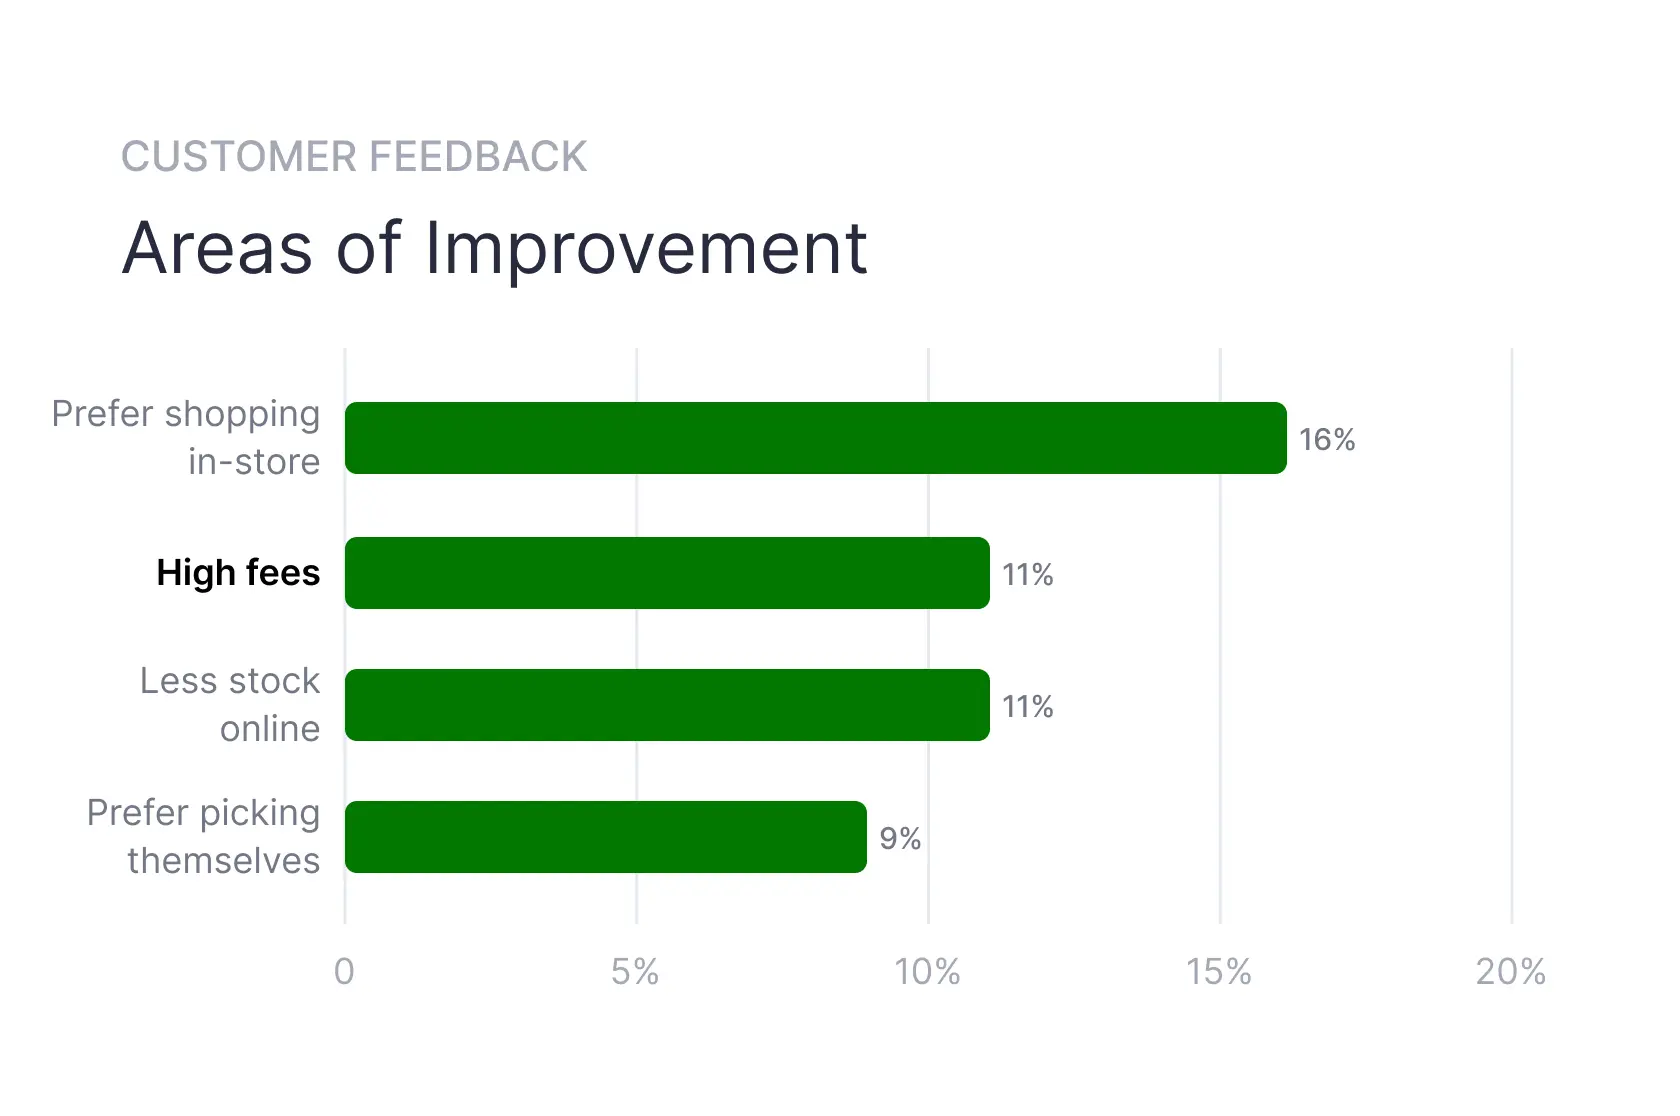 CUSTOMER FEEDBACK
Areas of Improvement
Prefer shopping
in-store
16%
High fees
11%
Less stock
online
11%
Prefer picking
themselves
9%
0
5%
10%
15%
20%